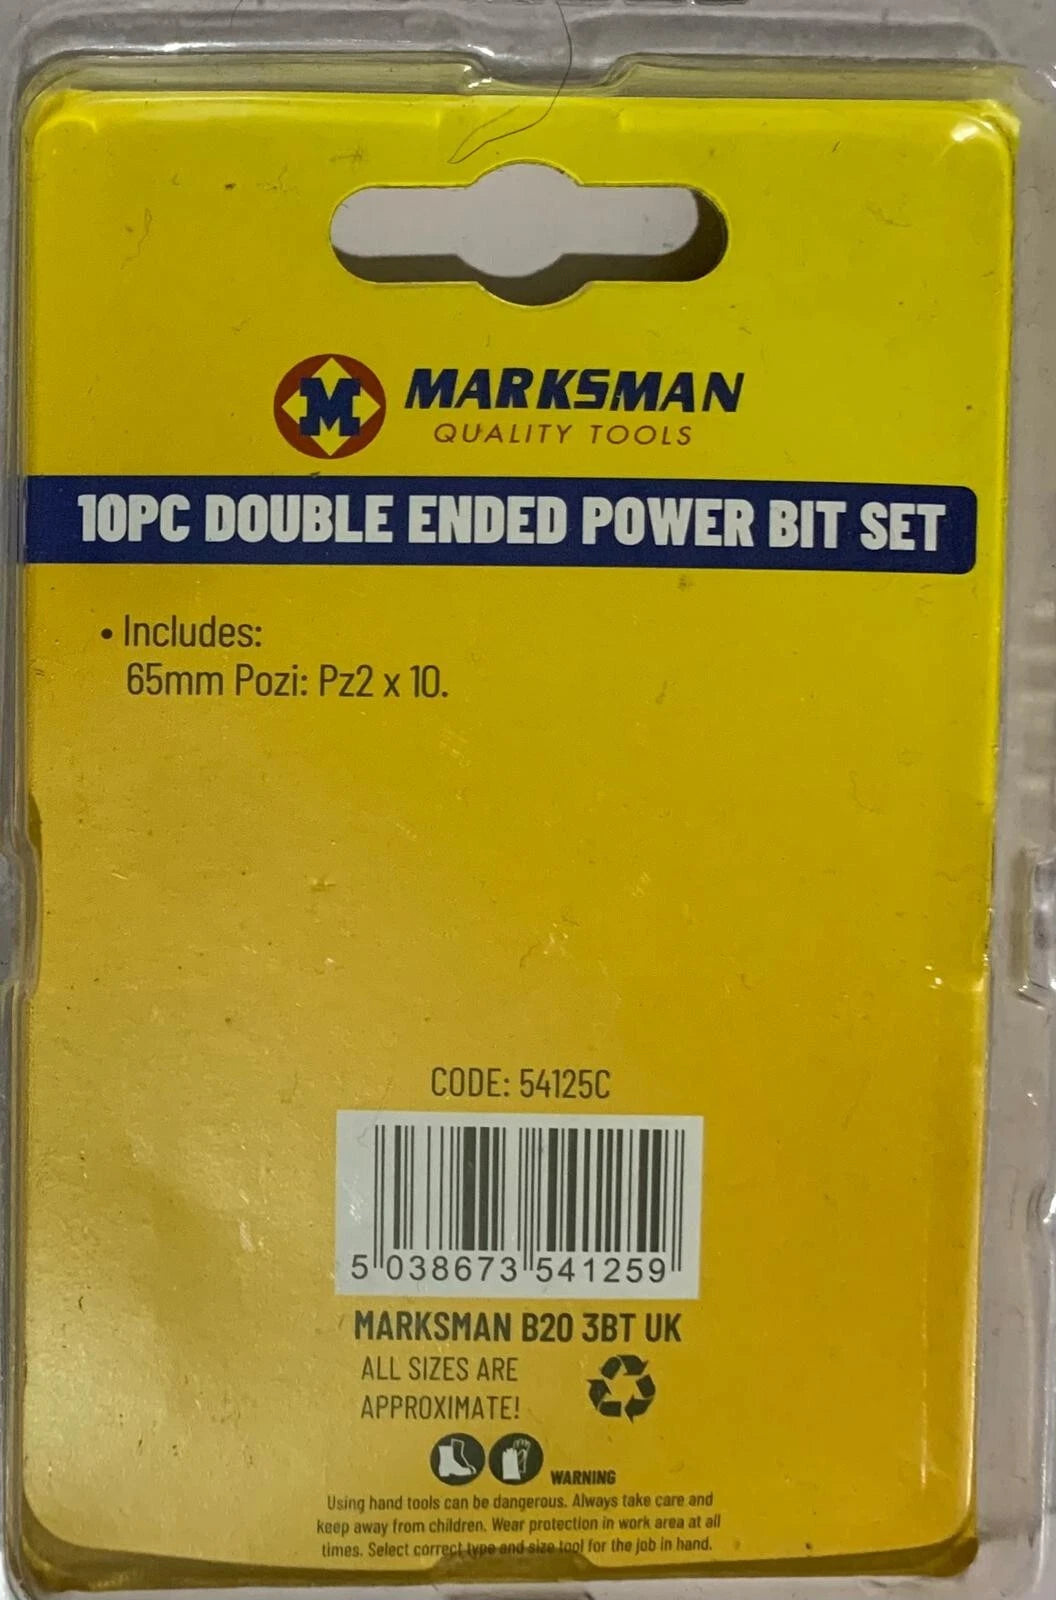 M
MARKSMAN
QUALITY TOOLS
10PC DOUBLE ENDED POWER BIT SET
• Includes:
65mm Pozi: Pz2 x 10.
CODE: 54125C
5 038673 541259
MARKSMAN B20 3BT UK
ALL SIZES ARE
APPROXIMATE!
WARNING
Using hand tools can be dangerous. Always take care and
keep away from children. Wear protection in work area at all
times. Select correct type and size tool for the job in hand.